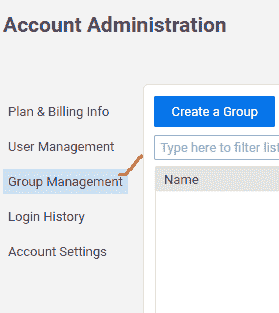 Account Administration
Plan & Billing Info
User Management
Group Management
Login History
Account Settings
Create a Group
Type here to filter list
Name